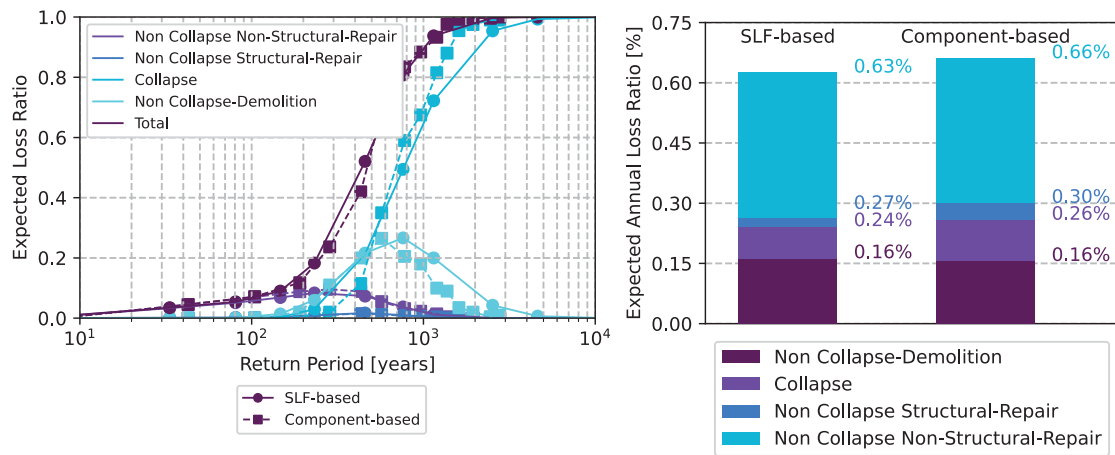 Expected Loss Ratio
1.0
0.8
0.6
0.4
0.2
0.0
Non Collapse Non-Structural-Repair
Non Collapse Structural-Repair
Collapse
Non Collapse-Demolition
Total
10¹
10²
10³
10⁴
Return Period [years]
SLF-based
Component-based
Expected Annual Loss Ratio [%]
0.75
0.60
0.45
0.30
0.15
0.00
SLF-based
Component-based
0.63%
0.66%
0.27%
0.30%
0.24%
0.26%
0.16%
0.16%
Non Collapse-Demolition
Collapse
Non Collapse Structural-Repair
Non Collapse Non-Structural-Repair